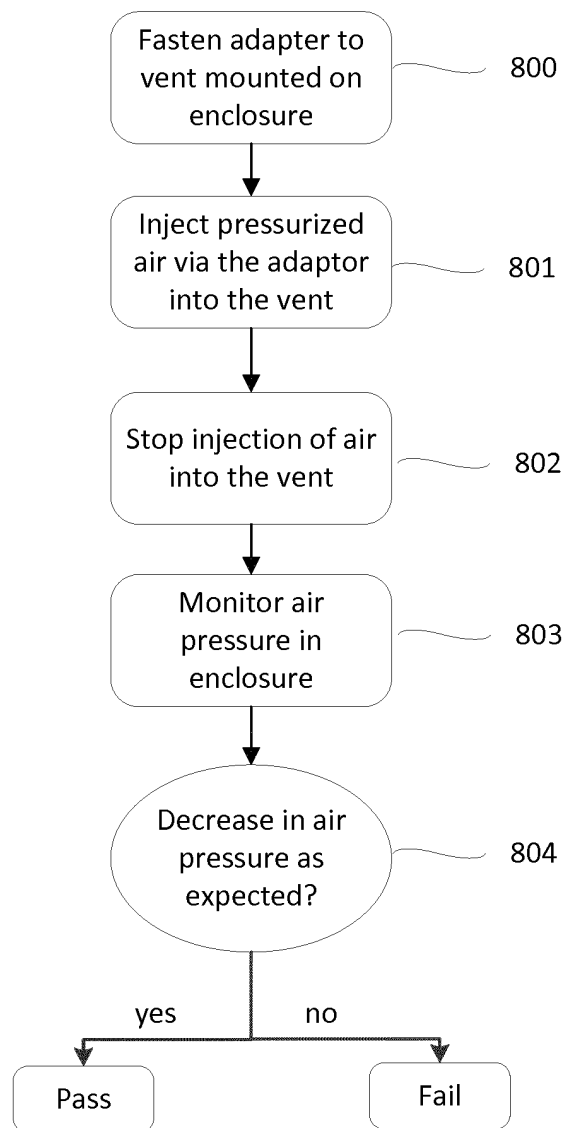 Fasten adapter to
vent mounted on
enclosure
800
Inject pressurized
air via the adaptor
into the vent
801
Stop injection of air
into the vent
802
Monitor air
pressure in
enclosure
803
Decrease in air
pressure as
expected?
804
yes
no
Pass
Fail